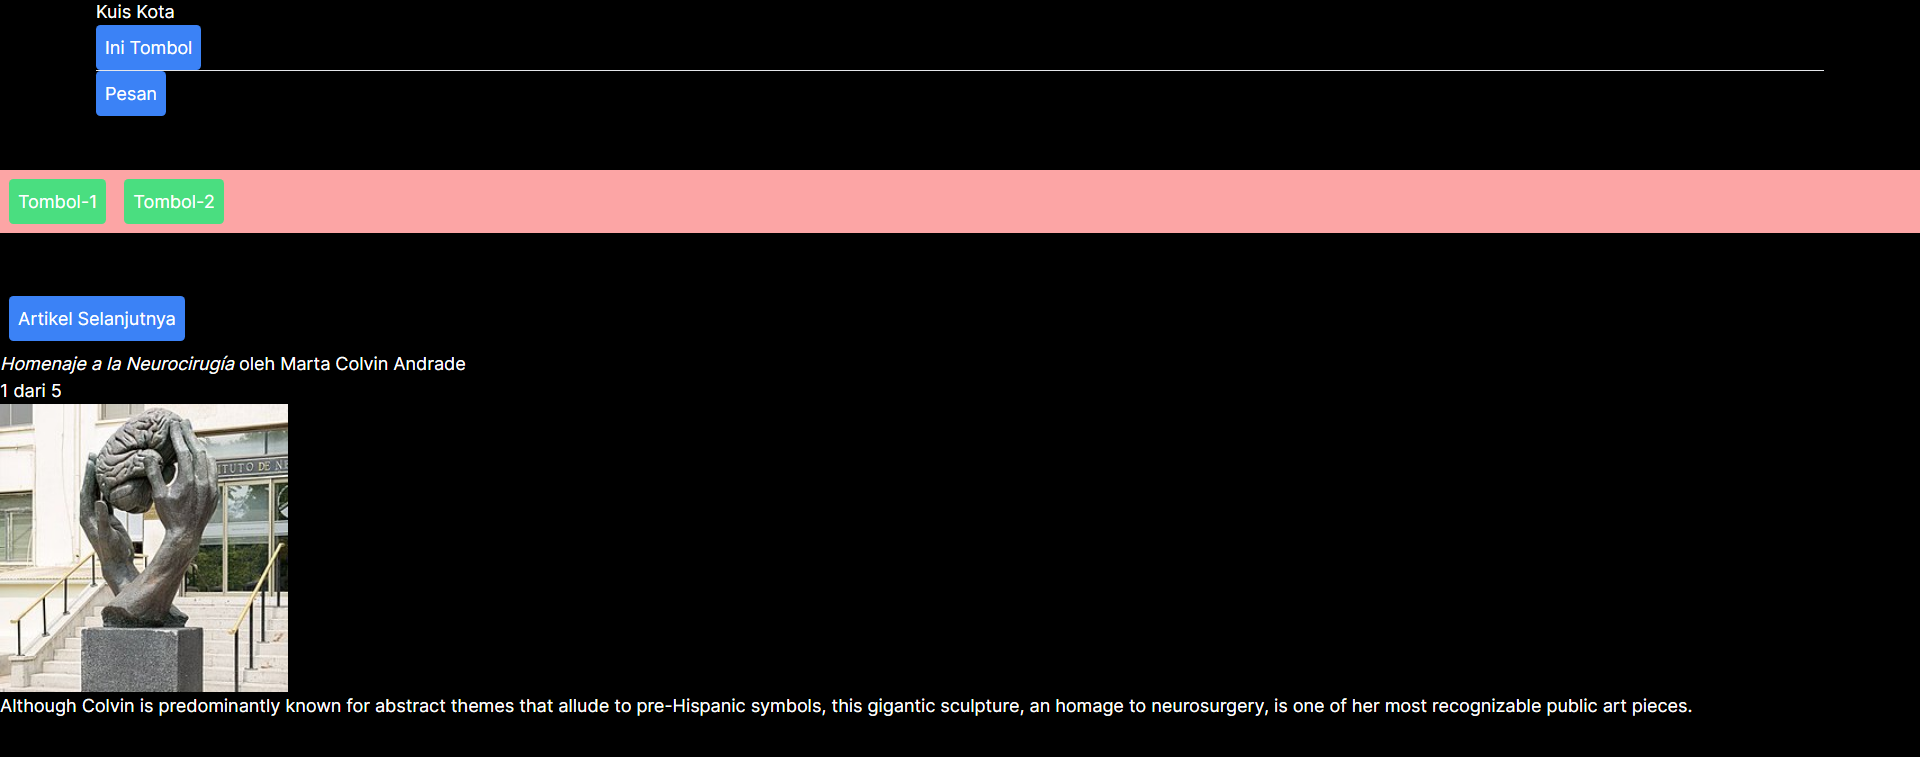 Kuis Kota
Ini Tombol
Pesan
Tombol-1 Tombol-2
Artikel Selanjutnya
Homenaje a la Neurocirugía oleh Marta Colvin Andrade
1 dari 5
ITUTO DE NE
Although Colvin is predominantly known for abstract themes that allude to pre-Hispanic symbols, this gigantic sculpture, an homage to neurosurgery, is one of her most recognizable public art pieces.